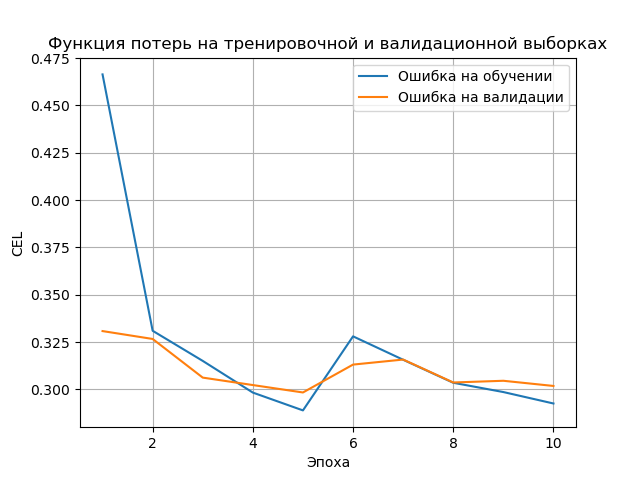 Функция потерь на тренировочной и валидационной выборках
0.475
0.450
0.425
0.400
0.375
0.350
0.325
0.300
CEL
Ошибка на обучении
Ошибка на валидации
2
4
6
8
10
Эпоха